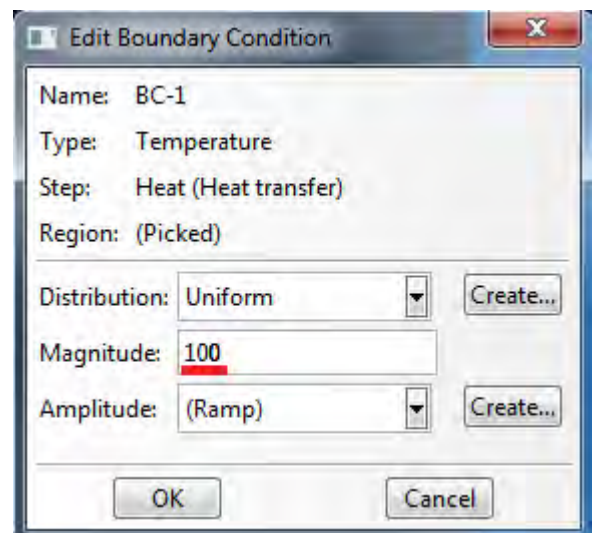 Edit Boundary Condition
Name: BC-1
Type: Temperature
Step: Heat (Heat transfer)
Region: (Picked)
Distribution: Uniform Create...
Magnitude: 100
Amplitude: (Ramp) Create...
OK Cancel